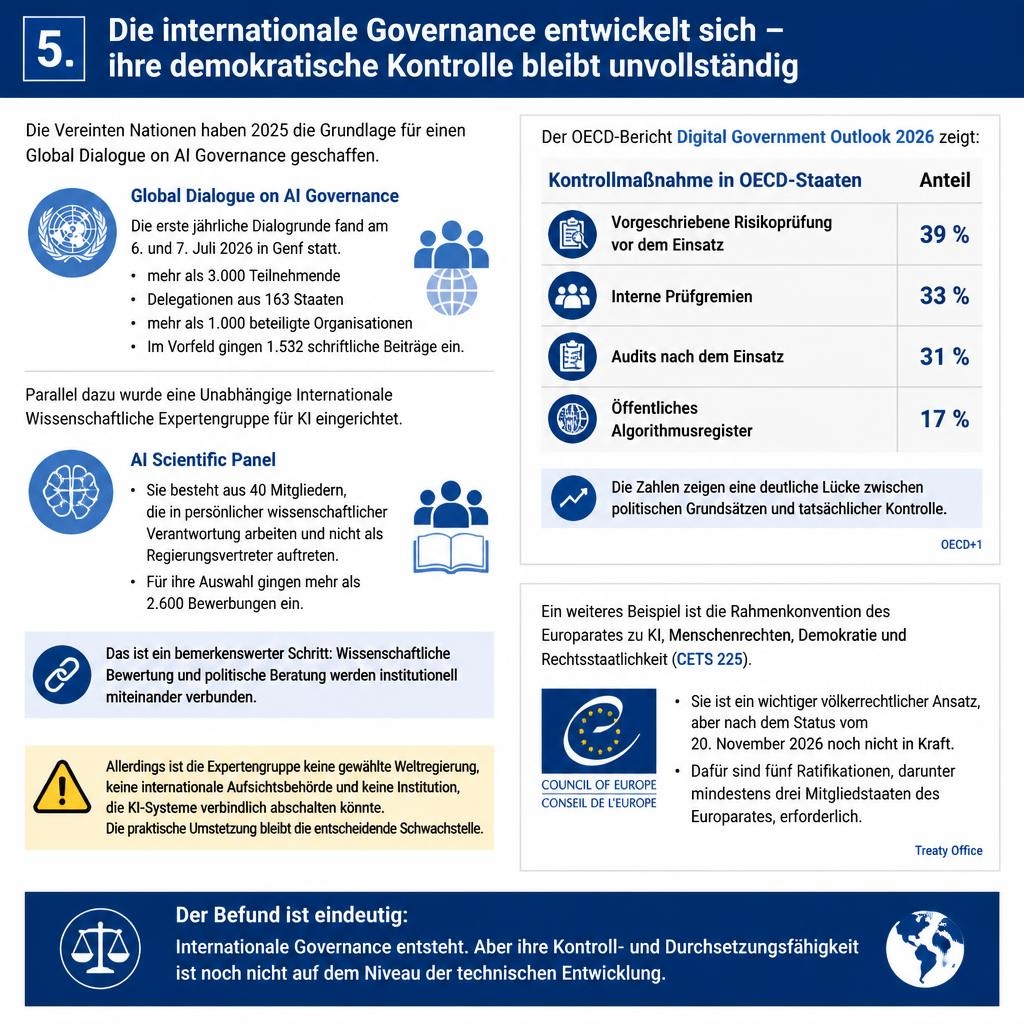 5.
Die internationale Governance entwickelt sich –
ihre demokratische Kontrolle bleibt unvollständig
Die Vereinten Nationen haben 2025 die Grundlage für einen
Global Dialogue on AI Governance geschaffen.
Global Dialogue on AI Governance
Die erste jährliche Dialogrunde fand am
6. und 7. Juli 2026 in Genf statt.
• mehr als 3.000 Teilnehmende
• Delegationen aus 163 Staaten
• mehr als 1.000 beteiligte Organisationen
• Im Vorfeld gingen 1.532 schriftliche Beiträge ein.
Parallel dazu wurde eine Unabhängige Internationale
Wissenschaftliche Expertengruppe für KI eingerichtet.
AI Scientific Panel
• Sie besteht aus 40 Mitgliedern,
die in persönlicher wissenschaftlicher
Verantwortung arbeiten und nicht als
Regierungsvertreter auftreten.
• Für ihre Auswahl gingen mehr als
2.600 Bewerbungen ein.
Das ist ein bemerkenswerter Schritt: Wissenschaftliche
Bewertung und politische Beratung werden institutionell
miteinander verbunden.
Allerdings ist die Expertengruppe keine gewählte Weltregierung,
keine internationale Aufsichtsbehörde und keine Institution,
die KI-Systeme verbindlich abschalten könnte.
Die praktische Umsetzung bleibt die entscheidende Schwachstelle.
Der OECD-Bericht Digital Government Outlook 2026 zeigt:
Kontrollmaßnahme in OECD-Staaten Anteil
Vorgeschriebene Risikoprüfung
vor dem Einsatz
39 %
Interne Prüfgremien 33 %
Audits nach dem Einsatz 31 %
Öffentliches
Algorithmusregister
17 %
Die Zahlen zeigen eine deutliche Lücke zwischen
politischen Grundsätzen und tatsächlicher Kontrolle.
OECD+1
Ein weiteres Beispiel ist die Rahmenkonvention des
Europarates zu KI, Menschenrechten, Demokratie und
Rechtsstaatlichkeit (CETS 225).
COUNCIL OF EUROPE
CONSEIL DE L'EUROPE
• Sie ist ein wichtiger völkerrechtlicher Ansatz,
aber nach dem Status vom
20. November 2026 noch nicht in Kraft.
• Dafür sind fünf Ratifikationen, darunter
mindestens drei Mitgliedstaaten des
Europarates, erforderlich.
Treaty Office
Der Befund ist eindeutig:
Internationale Governance entsteht. Aber ihre Kontroll- und Durchsetzungsfähigkeit
ist noch nicht auf dem Niveau der technischen Entwicklung.